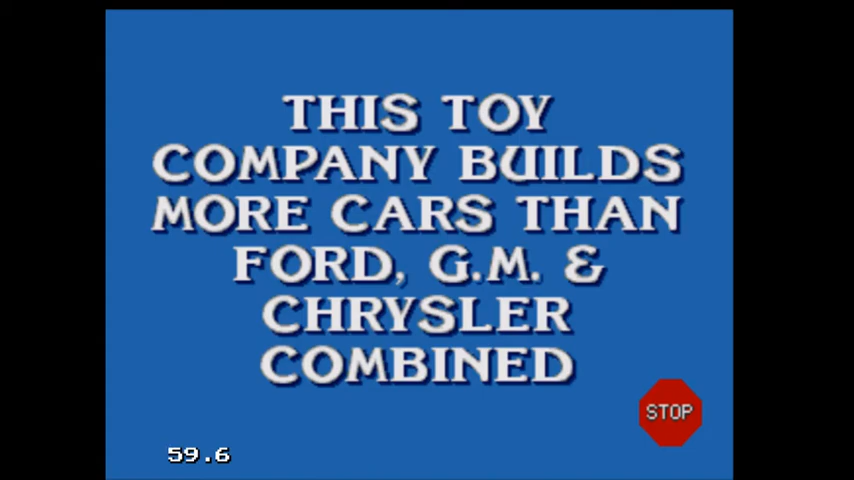 THIS TOY
COMPANY BUILDS
MORE CARS THAN
FORD, G.M. &
CHRYSLER
COMBINED
STOP
59.6